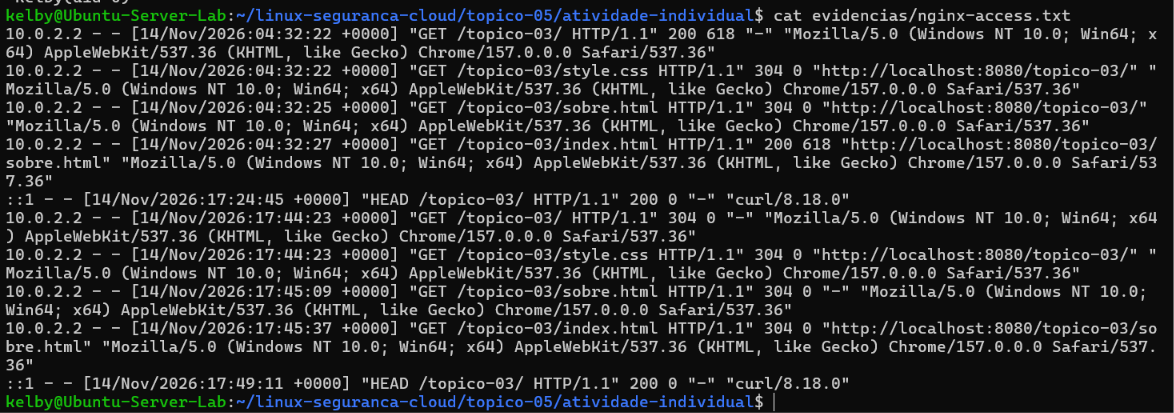 kelby@Ubuntu-Server-Lab:~/linux-seguranca-cloud/topico-05/atividade-individual$ cat evidencias/nginx-access.txt
10.0.2.2 - - [14/Nov/2026:04:32:22 +0000] "GET /topico-03/ HTTP/1.1" 200 618 "-" "Mozilla/5.0 (Windows NT 10.0; Win64; x
64) AppleWebKit/537.36 (KHTML, like Gecko) Chrome/157.0.0.0 Safari/537.36"
10.0.2.2 - - [14/Nov/2026:04:32:22 +0000] "GET /topico-03/style.css HTTP/1.1" 304 0 "http://localhost:8080/topico-03/" "
Mozilla/5.0 (Windows NT 10.0; Win64; x64) AppleWebKit/537.36 (KHTML, like Gecko) Chrome/157.0.0.0 Safari/537.36"
10.0.2.2 - - [14/Nov/2026:04:32:25 +0000] "GET /topico-03/sobre.html HTTP/1.1" 304 0 "http://localhost:8080/topico-03/"
"Mozilla/5.0 (Windows NT 10.0; Win64; x64) AppleWebKit/537.36 (KHTML, like Gecko) Chrome/157.0.0.0 Safari/537.36"
10.0.2.2 - - [14/Nov/2026:04:32:27 +0000] "GET /topico-03/index.html HTTP/1.1" 200 618 "http://localhost:8080/topico-03/
sobre.html" "Mozilla/5.0 (Windows NT 10.0; Win64; x64) AppleWebKit/537.36 (KHTML, like Gecko) Chrome/157.0.0.0 Safari/53
7.36"
::1 - - [14/Nov/2026:17:24:45 +0000] "HEAD /topico-03/ HTTP/1.1" 200 0 "-" "curl/8.18.0"
10.0.2.2 - - [14/Nov/2026:17:44:23 +0000] "GET /topico-03/ HTTP/1.1" 304 0 "-" "Mozilla/5.0 (Windows NT 10.0; Win64; x64
) AppleWebKit/537.36 (KHTML, like Gecko) Chrome/157.0.0.0 Safari/537.36"
10.0.2.2 - - [14/Nov/2026:17:44:23 +0000] "GET /topico-03/style.css HTTP/1.1" 304 0 "http://localhost:8080/topico-03/" "
Mozilla/5.0 (Windows NT 10.0; Win64; x64) AppleWebKit/537.36 (KHTML, like Gecko) Chrome/157.0.0.0 Safari/537.36"
10.0.2.2 - - [14/Nov/2026:17:45:09 +0000] "GET /topico-03/sobre.html HTTP/1.1" 304 0 "-" "Mozilla/5.0 (Windows NT 10.0;
Win64; x64) AppleWebKit/537.36 (KHTML, like Gecko) Chrome/157.0.0.0 Safari/537.36"
10.0.2.2 - - [14/Nov/2026:17:45:37 +0000] "GET /topico-03/index.html HTTP/1.1" 304 0 "http://localhost:8080/topico-03/so
bre.html" "Mozilla/5.0 (Windows NT 10.0; Win64; x64) AppleWebKit/537.36 (KHTML, like Gecko) Chrome/157.0.0.0 Safari/537.
36"
::1 - - [14/Nov/2026:17:49:11 +0000] "HEAD /topico-03/ HTTP/1.1" 200 0 "-" "curl/8.18.0"
kelby@Ubuntu-Server-Lab:~/linux-seguranca-cloud/topico-05/atividade-individual$